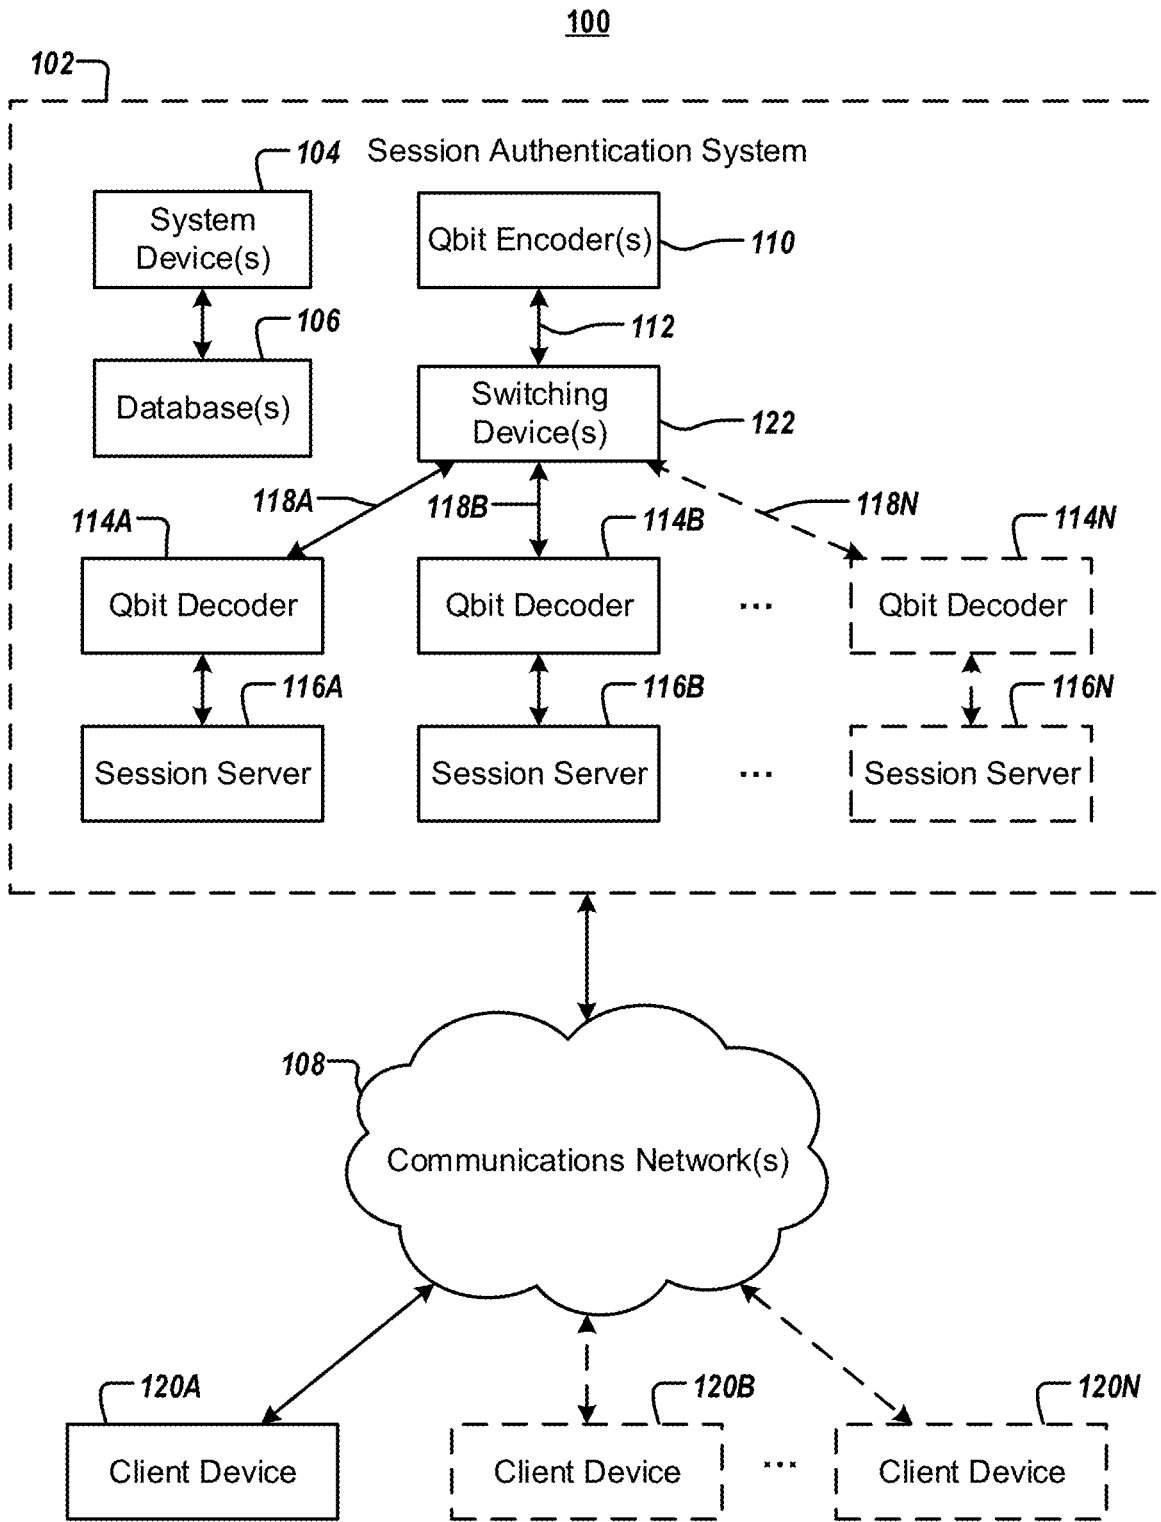 100
102
104 Session Authentication System
System
Device(s)
Qbit Encoder(s)
110
106
112
Database(s)
Switching
Device(s)
122
118A
118B
118N
114A
114B
114N
Qbit Decoder
Qbit Decoder
...
Qbit Decoder
116A
116B
116N
Session Server
Session Server
...
Session Server
108
Communications Network(s)
120A
120B
120N
Client Device
Client Device
...
Client Device